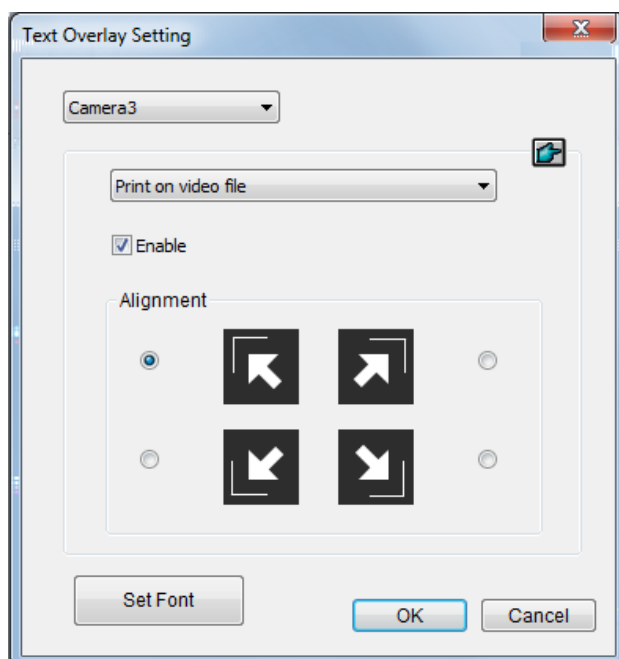 Text Overlay Setting
Camera3
Print on video file
Enable
Alignment
Set Font
OK
Cancel